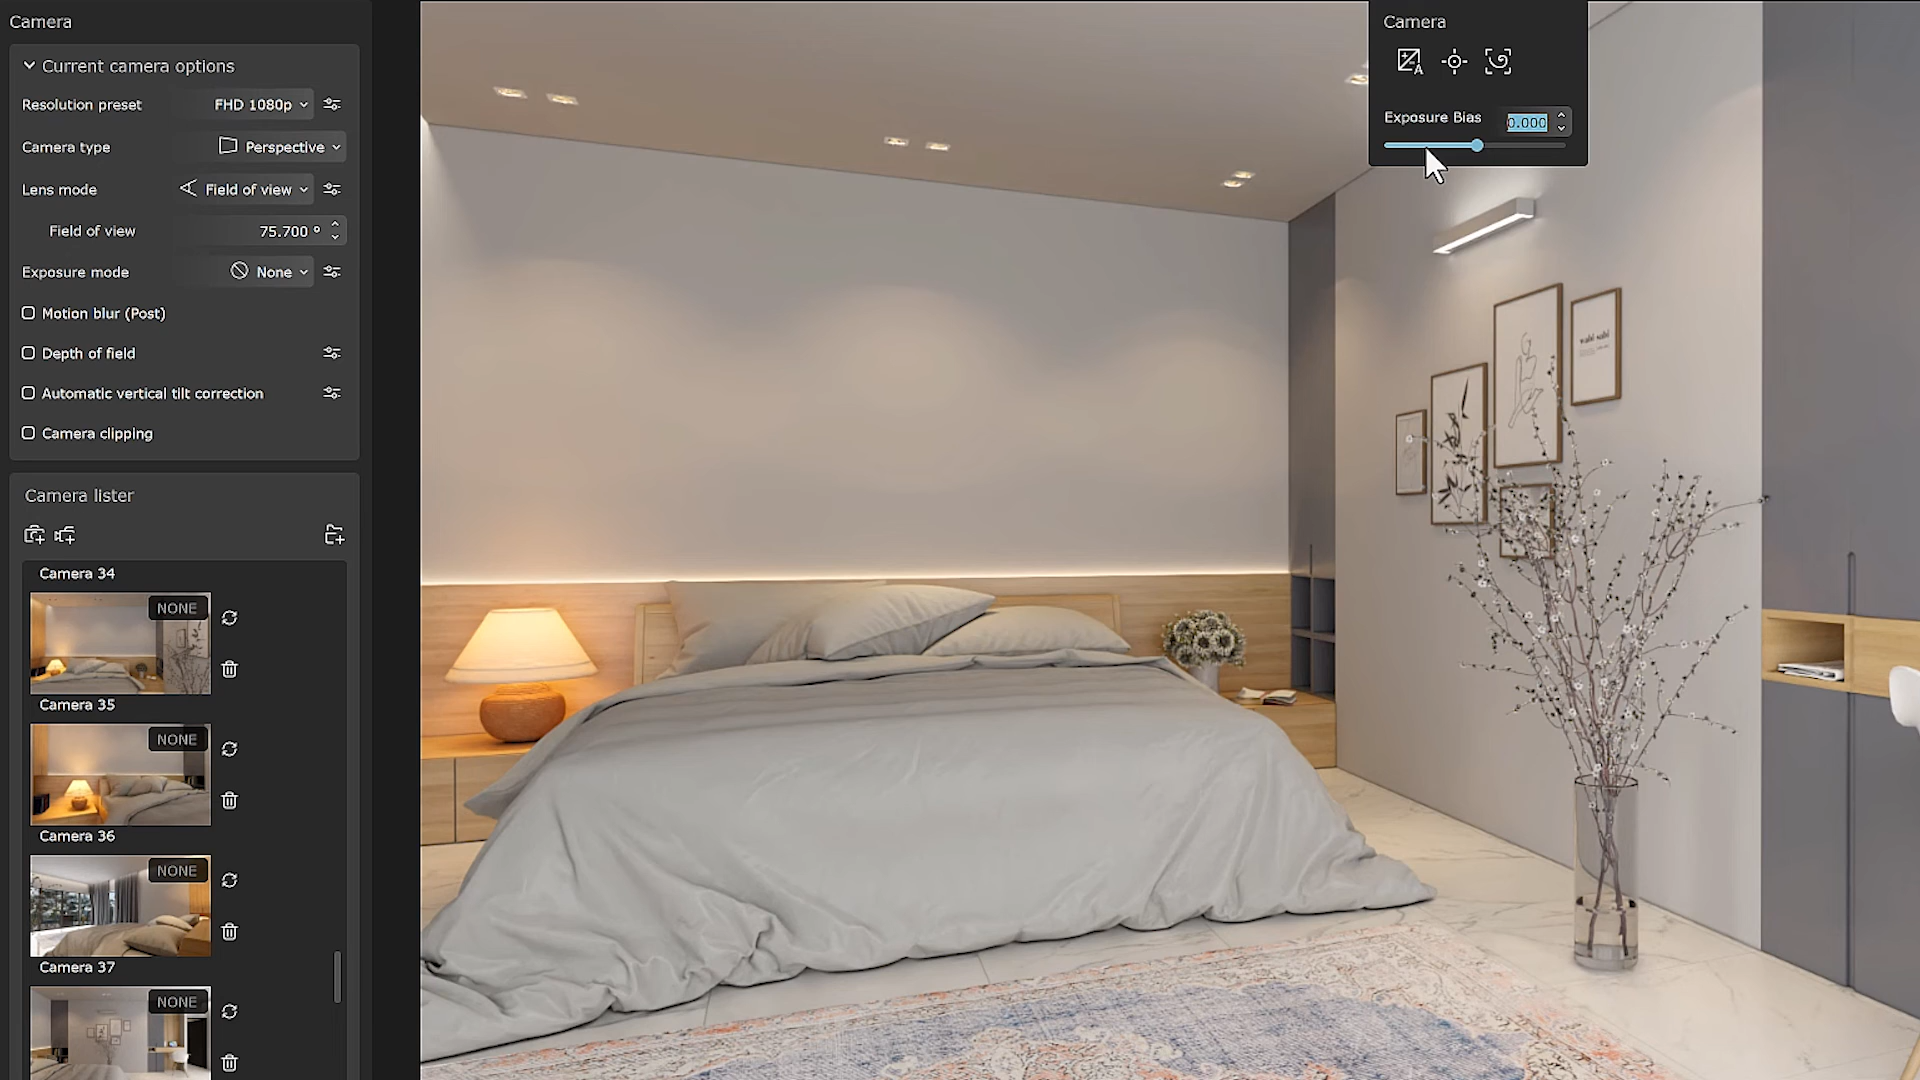 Camera
Current camera options
Resolution preset FHD 1080p
Camera type Perspective
Lens mode Field of view
Field of view 75.700 °
Exposure mode None
Motion blur (Post)
Depth of field
Automatic vertical tilt correction
Camera clipping
Camera lister
Camera 34
NONE
Camera 35
NONE
Camera 36
NONE
Camera 37
NONE
Camera
Exposure Bias 0.000
wabi sabi